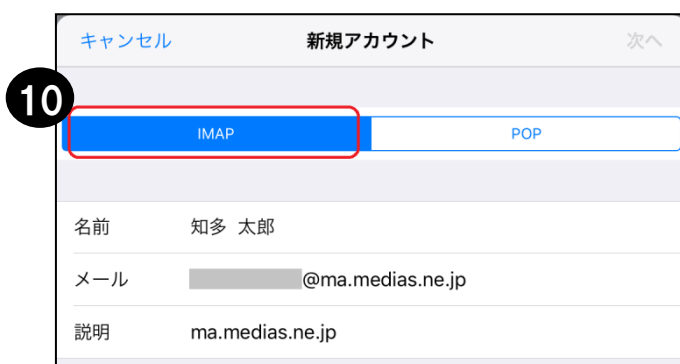 キャンセル 新規アカウント 次へ
10
IMAP POP
名前 知多 太郎
メール @ma.medias.ne.jp
説明 ma.medias.ne.jp